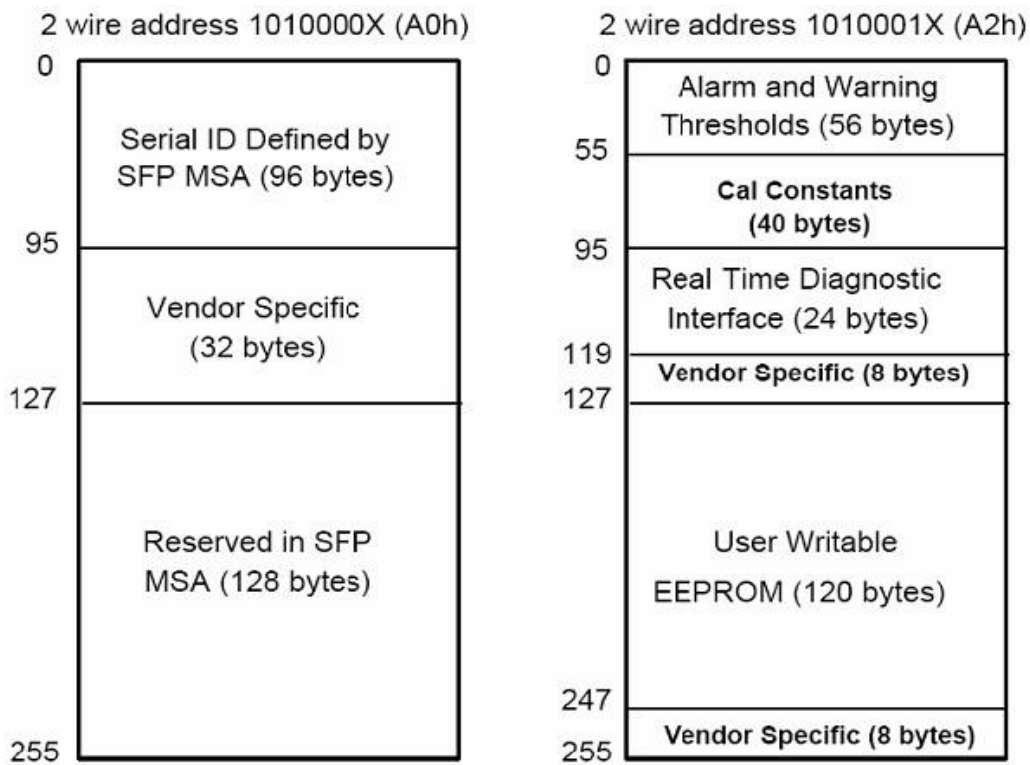 2 wire address 1010000X (A0h)
0
Serial ID Defined by
SFP MSA (96 bytes)
95
Vendor Specific
(32 bytes)
127
Reserved in SFP
MSA (128 bytes)
255
2 wire address 1010001X (A2h)
0
Alarm and Warning
Thresholds (56 bytes)
55
Cal Constants
(40 bytes)
95
Real Time Diagnostic
Interface (24 bytes)
119
Vendor Specific (8 bytes)
127
User Writable
EEPROM (120 bytes)
247
Vendor Specific (8 bytes)
255